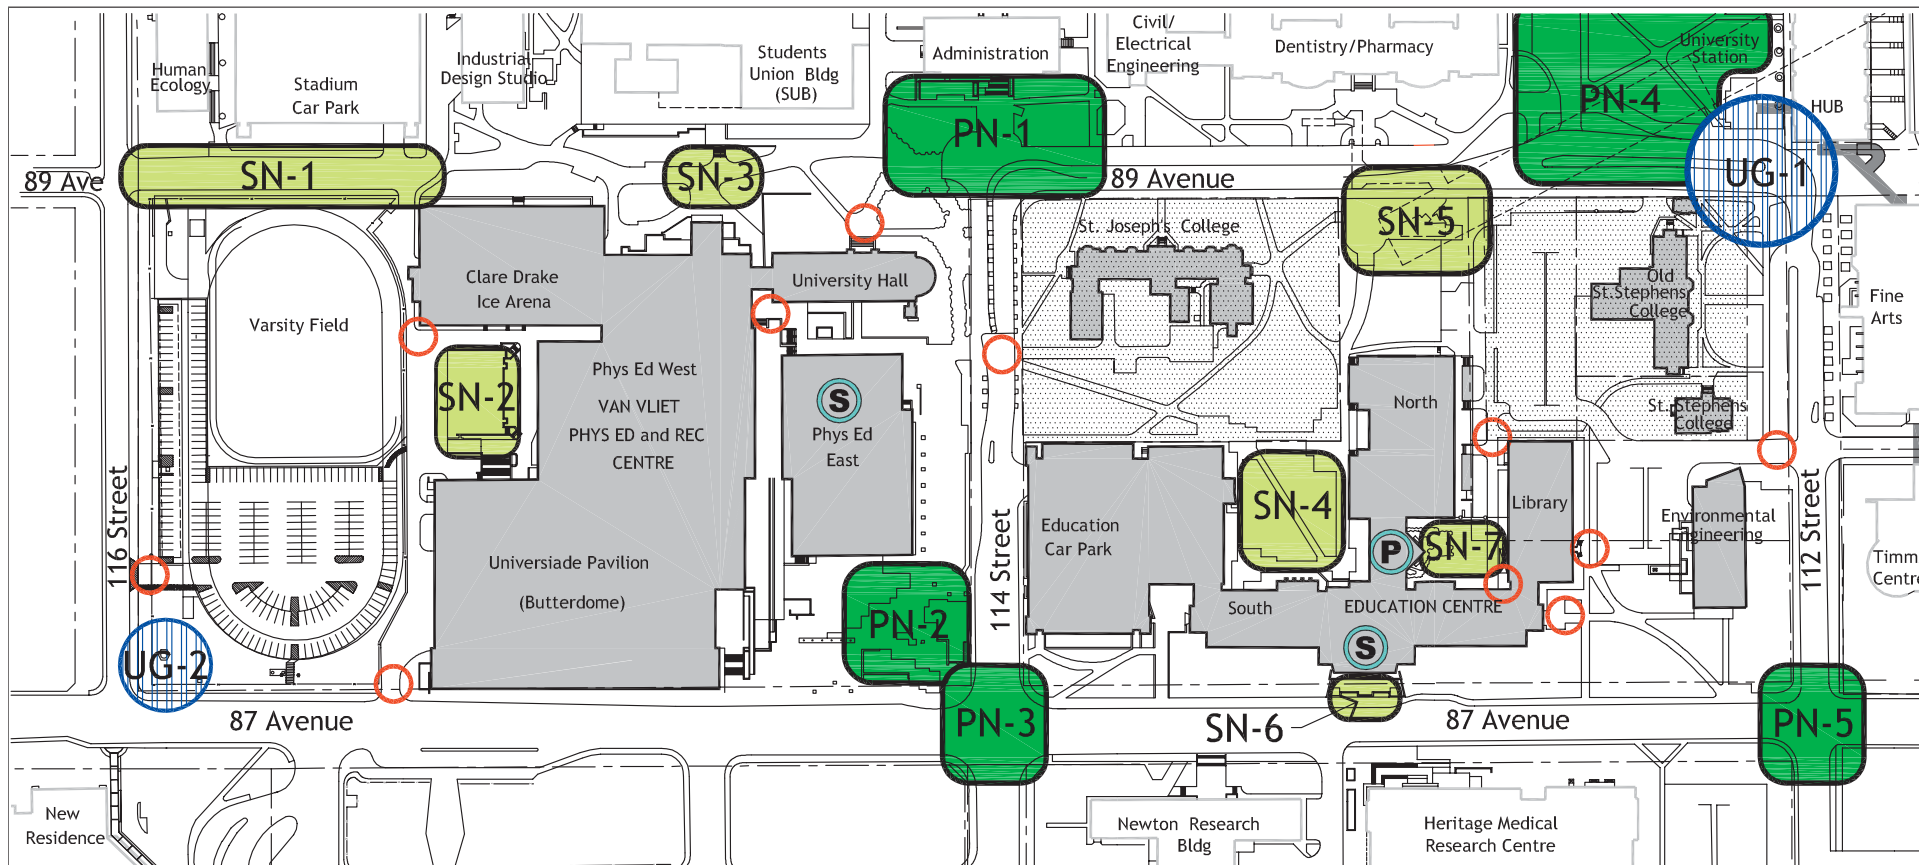 Human
Ecology
Stadium
Car Park
Industrial
Design Studio
Students
Union Bldg
(SUB)
Administration
Civil/
Electrical
Engineering
Dentistry/Pharmacy
University
Station
PN-4
HUB
PN-1
89 Ave
SN-1
SN-3
89 Avenue
UG-1
SN-5
St. Joseph's College
Clare Drake
Ice Arena
University Hall
Old
St.Stephens
College
Fine
Arts
Varsity Field
Phys Ed West
VAN VLIET
PHYS ED and REC
CENTRE
SN-2
S
Phys Ed
East
North
St. Stephens
College
116 Street
SN-4
Library
Education
Car Park
114 Street
P
SN-7
Environmental
Engineering
112 Street
Timm
Centre
Universiade Pavilion
(Butterdome)
South
EDUCATION CENTRE
PN-2
S
UG-2
87 Avenue
PN-3
SN-6
87 Avenue
PN-5
New
Residence
Newton Research
Bldg
Heritage Medical
Research Centre